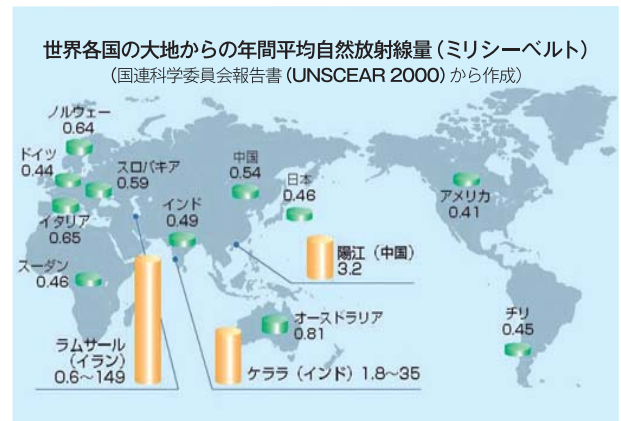 世界各国の大地からの年間平均自然放射線量（ミリシーベルト）
（国連科学委員会報告書（UNSCEAR 2000）から作成）
ノルウェー
0.64
ドイツ
0.44
スロバキア
0.59
イタリア
0.65
スーダン
0.46
インド
0.49
中国
0.54
日本
0.46
アメリカ
0.41
陽江（中国）
3.2
オーストラリア
0.81
チリ
0.45
ラムサール
（イラン）
0.6～149
ケララ（インド）1.8～35